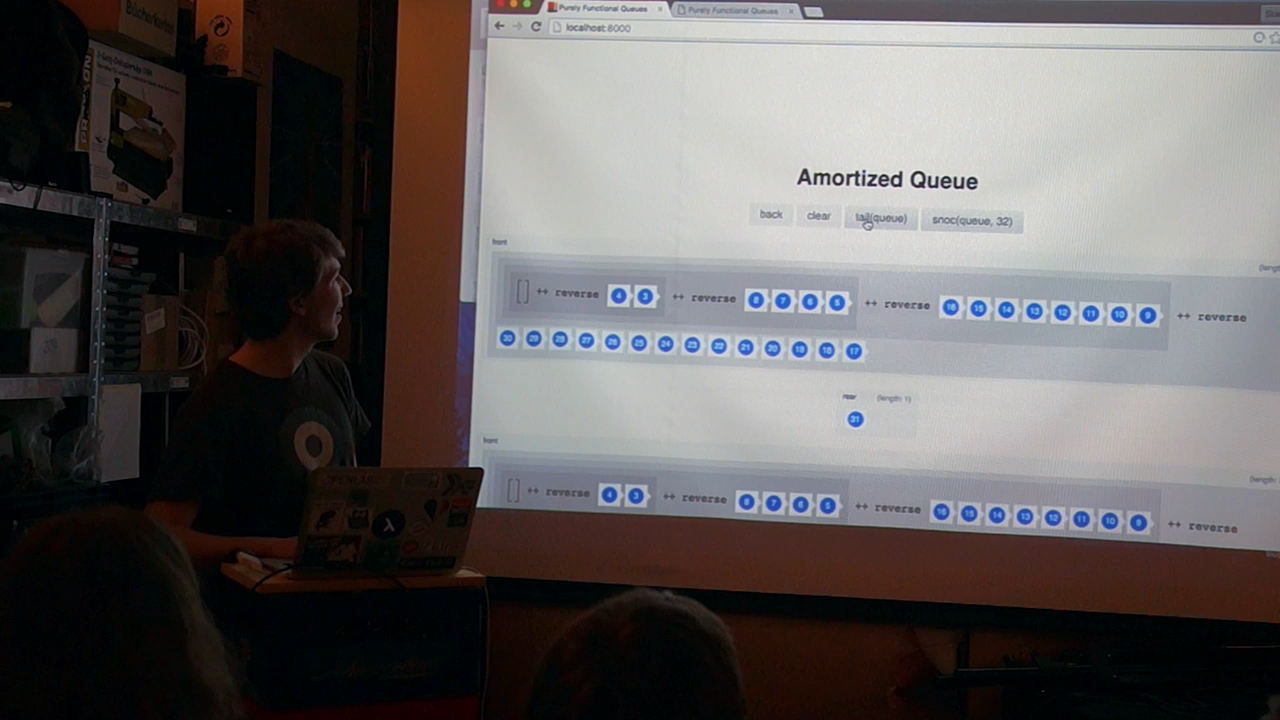 Bücherkoffer
Purely Functional Queues
Purely Functional Queues
localhost:8000
Amortized Queue
back clear tail(queue) snoc(queue, 32)
front
[] ++ reverse 4 3 ++ reverse 8 7 6 5 ++ reverse 16 15 14 13 12 11 10 9 ++ reverse
30 29 28 27 26 25 24 23 22 21 20 19 18 17
rear (length: 1)
31
front
[] ++ reverse 4 3 ++ reverse 8 7 6 5 ++ reverse 16 15 14 13 12 11 10 9 ++ reverse